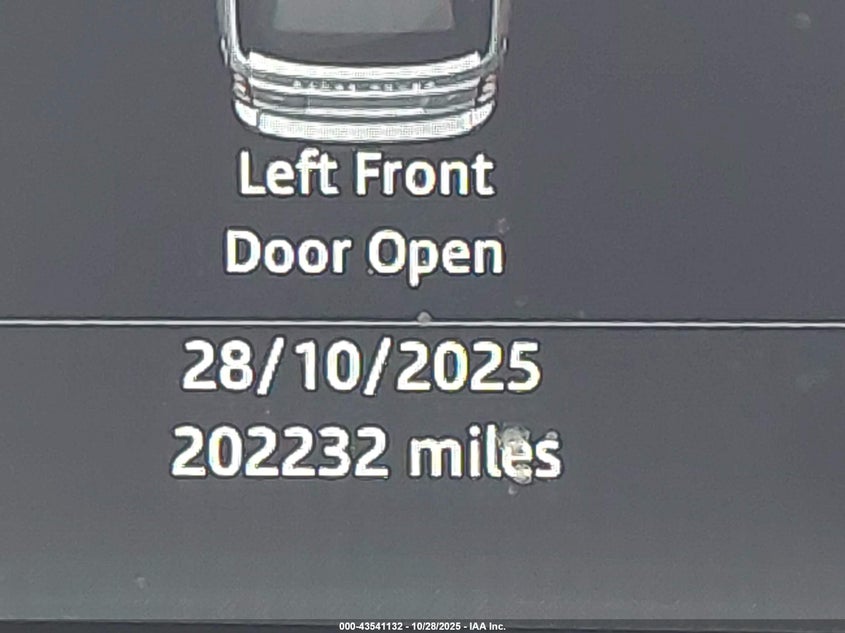 Left Front
Door Open
28/10/2025
202232 miles
000-43541132 - 10/28/2025 - IAA Inc.